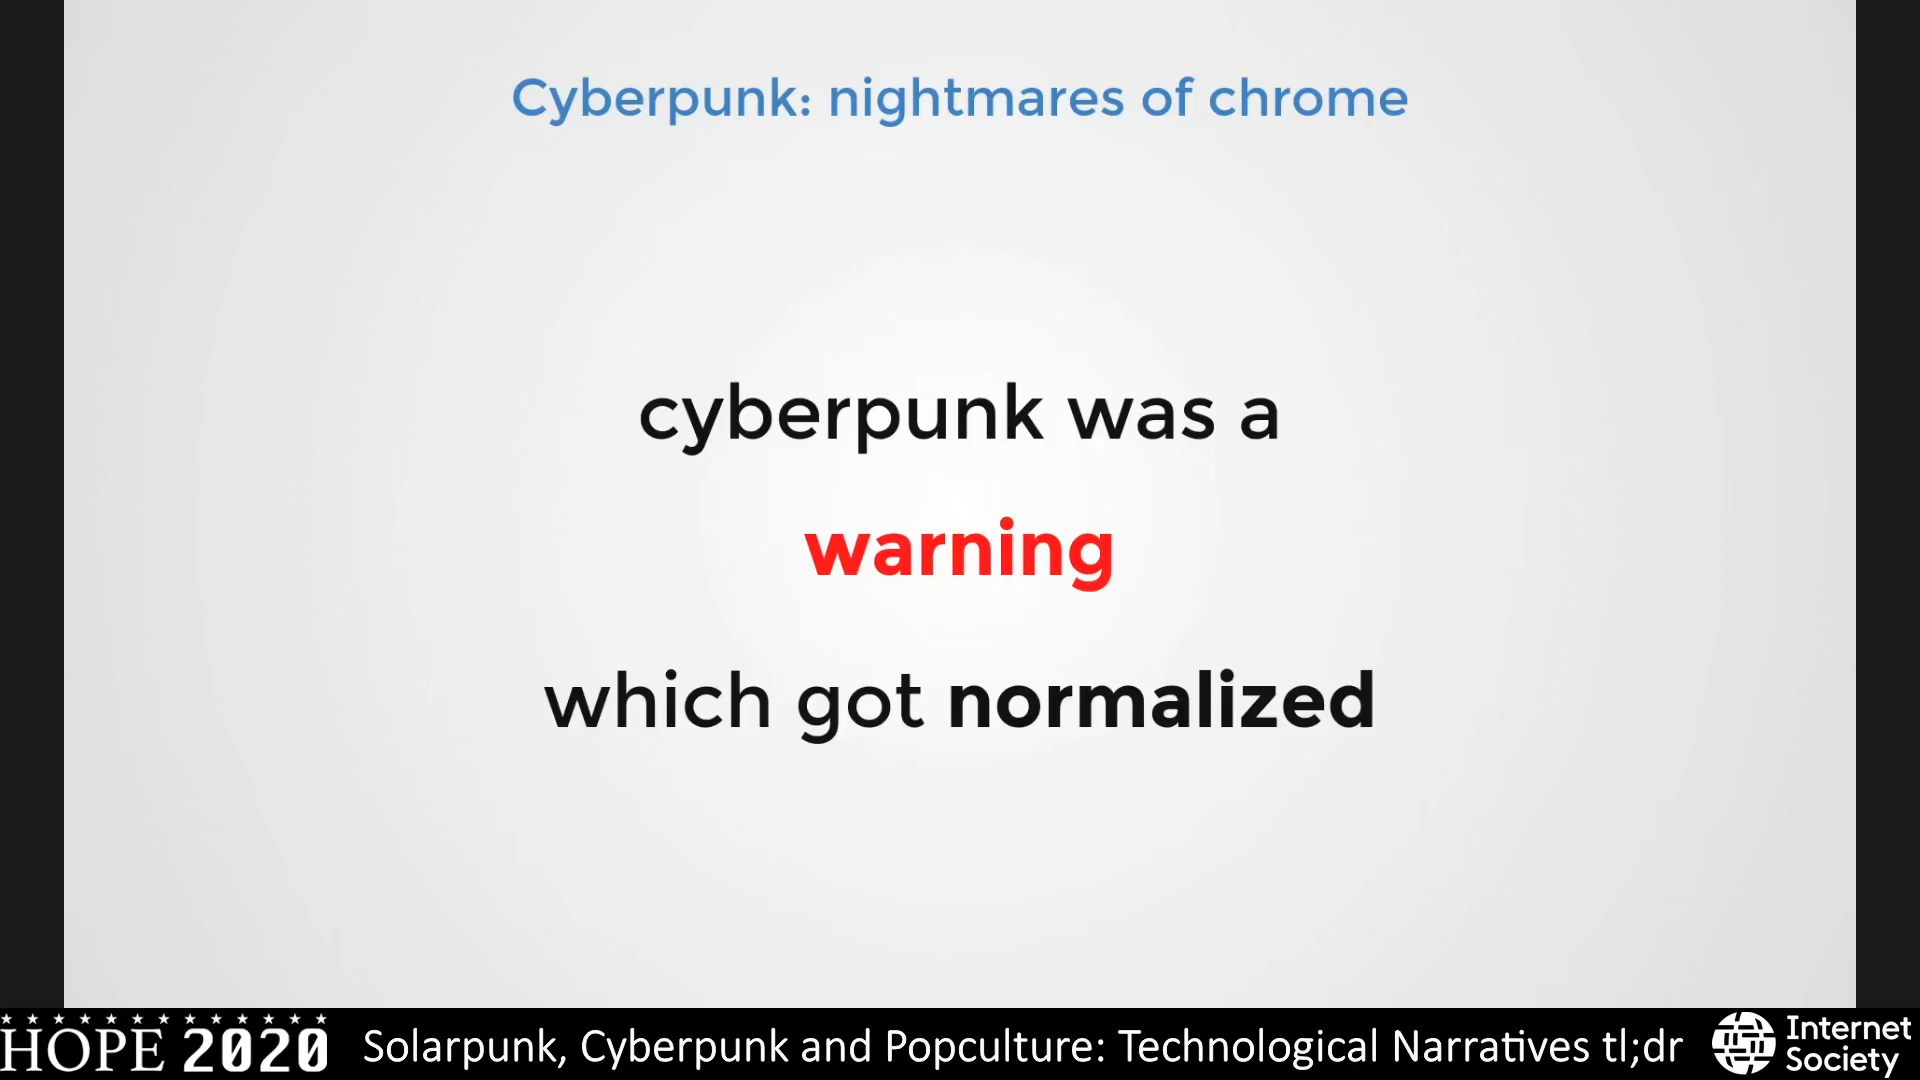 Cyberpunk: nightmares of chrome
cyberpunk was a
warning
which got normalized
HOPE 2020
Solarpunk, Cyberpunk and Popculture: Technological Narratives tl;dr
Internet
Society